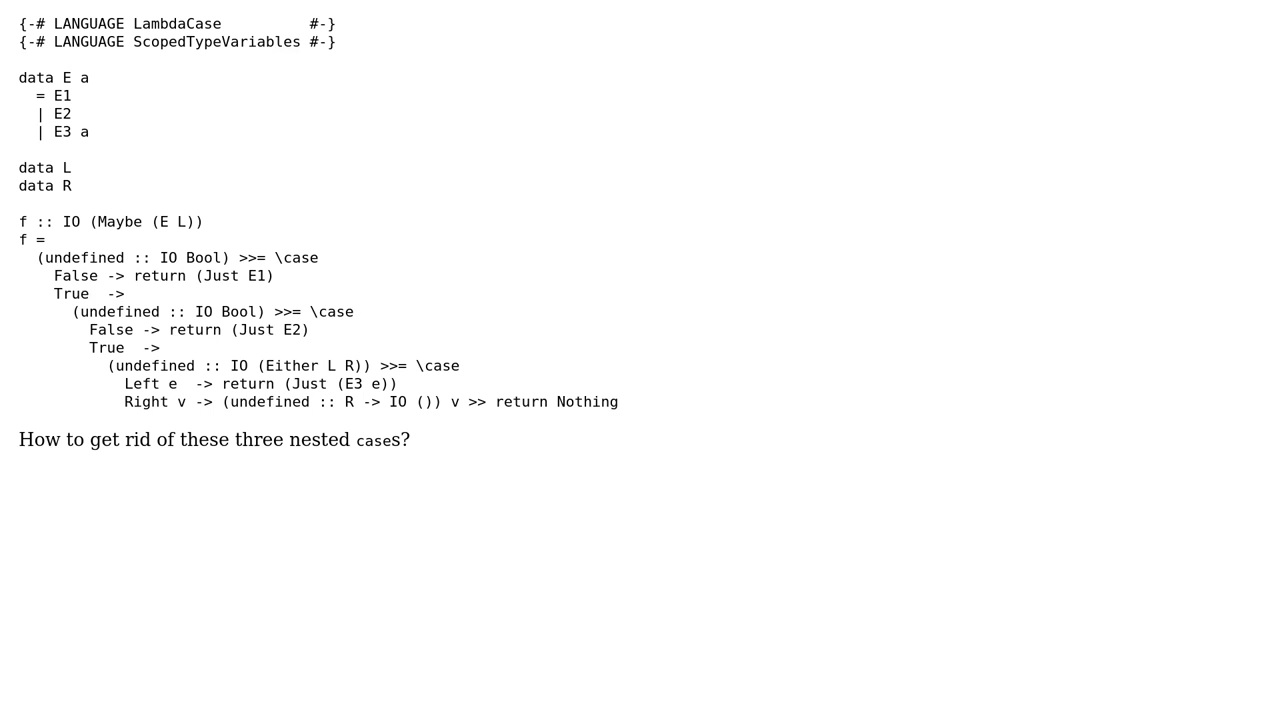 {-# LANGUAGE LambdaCase          #-}
{-# LANGUAGE ScopedTypeVariables #-}

data E a
  = E1
  | E2
  | E3 a

data L
data R

f :: IO (Maybe (E L))
f =
  (undefined :: IO Bool) >>= \case
    False -> return (Just E1)
    True  ->
      (undefined :: IO Bool) >>= \case
        False -> return (Just E2)
        True  ->
          (undefined :: IO (Either L R)) >>= \case
            Left e  -> return (Just (E3 e))
            Right v -> (undefined :: R -> IO ()) v >> return Nothing

How to get rid of these three nested cases?